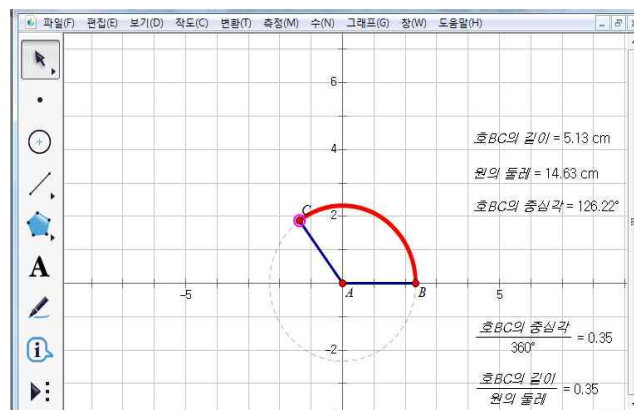 파일(F) 편집(E) 보기(D) 작도(C) 변환(T) 측정(M) 수(N) 그래프(G) 창(W) 도움말(H)
6
호BC의 길이 = 5.13 cm
4
원의 둘레 = 14.63 cm
호BC의 중심각 = 126.22°
C
2
A
B
-5
5
-2
호BC의 중심각
360°
= 0.35
호BC의 길이
원의 둘레
= 0.35
A
i